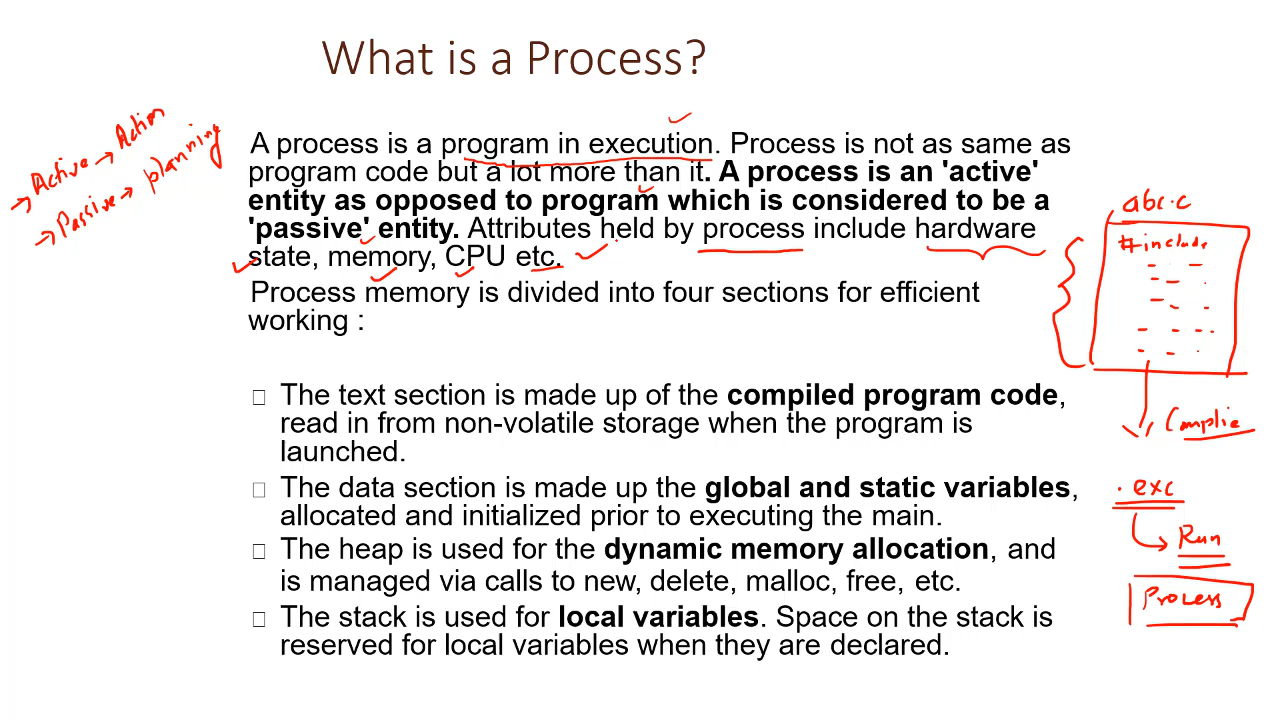 What is a Process?
→ Active → Action
→ Passive → planning
A process is a program in execution. Process is not as same as
program code but a lot more than it. A process is an 'active'
entity as opposed to program which is considered to be a
'passive' entity. Attributes held by process include hardware
state, memory, CPU etc.
Process memory is divided into four sections for efficient
working :
The text section is made up of the compiled program code,
read in from non-volatile storage when the program is
launched.
The data section is made up the global and static variables,
allocated and initialized prior to executing the main.
The heap is used for the dynamic memory allocation, and
is managed via calls to new, delete, malloc, free, etc.
The stack is used for local variables. Space on the stack is
reserved for local variables when they are declared.
abc.c
#include
Complie
.exc
Run
Process